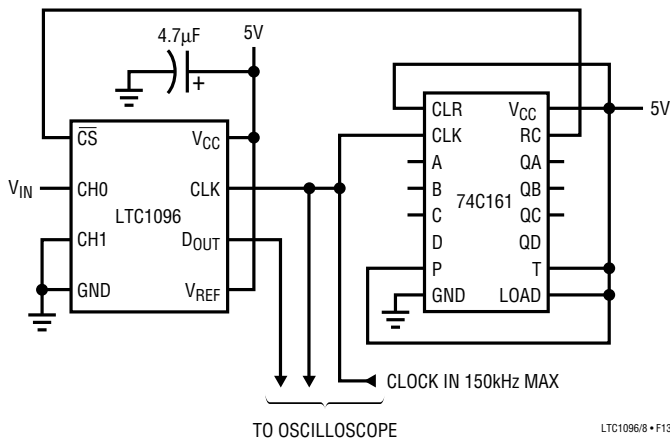 4.7µF
5V
CS
VCC
VIN
CH0
CLK
LTC1096
CH1
DOUT
GND
VREF
CLR
VCC
5V
CLK
RC
A
QA
B
QB
74C161
C
QC
D
QD
P
T
GND
LOAD
CLOCK IN 150kHz MAX
TO OSCILLOSCOPE
LTC1096/8 • F13